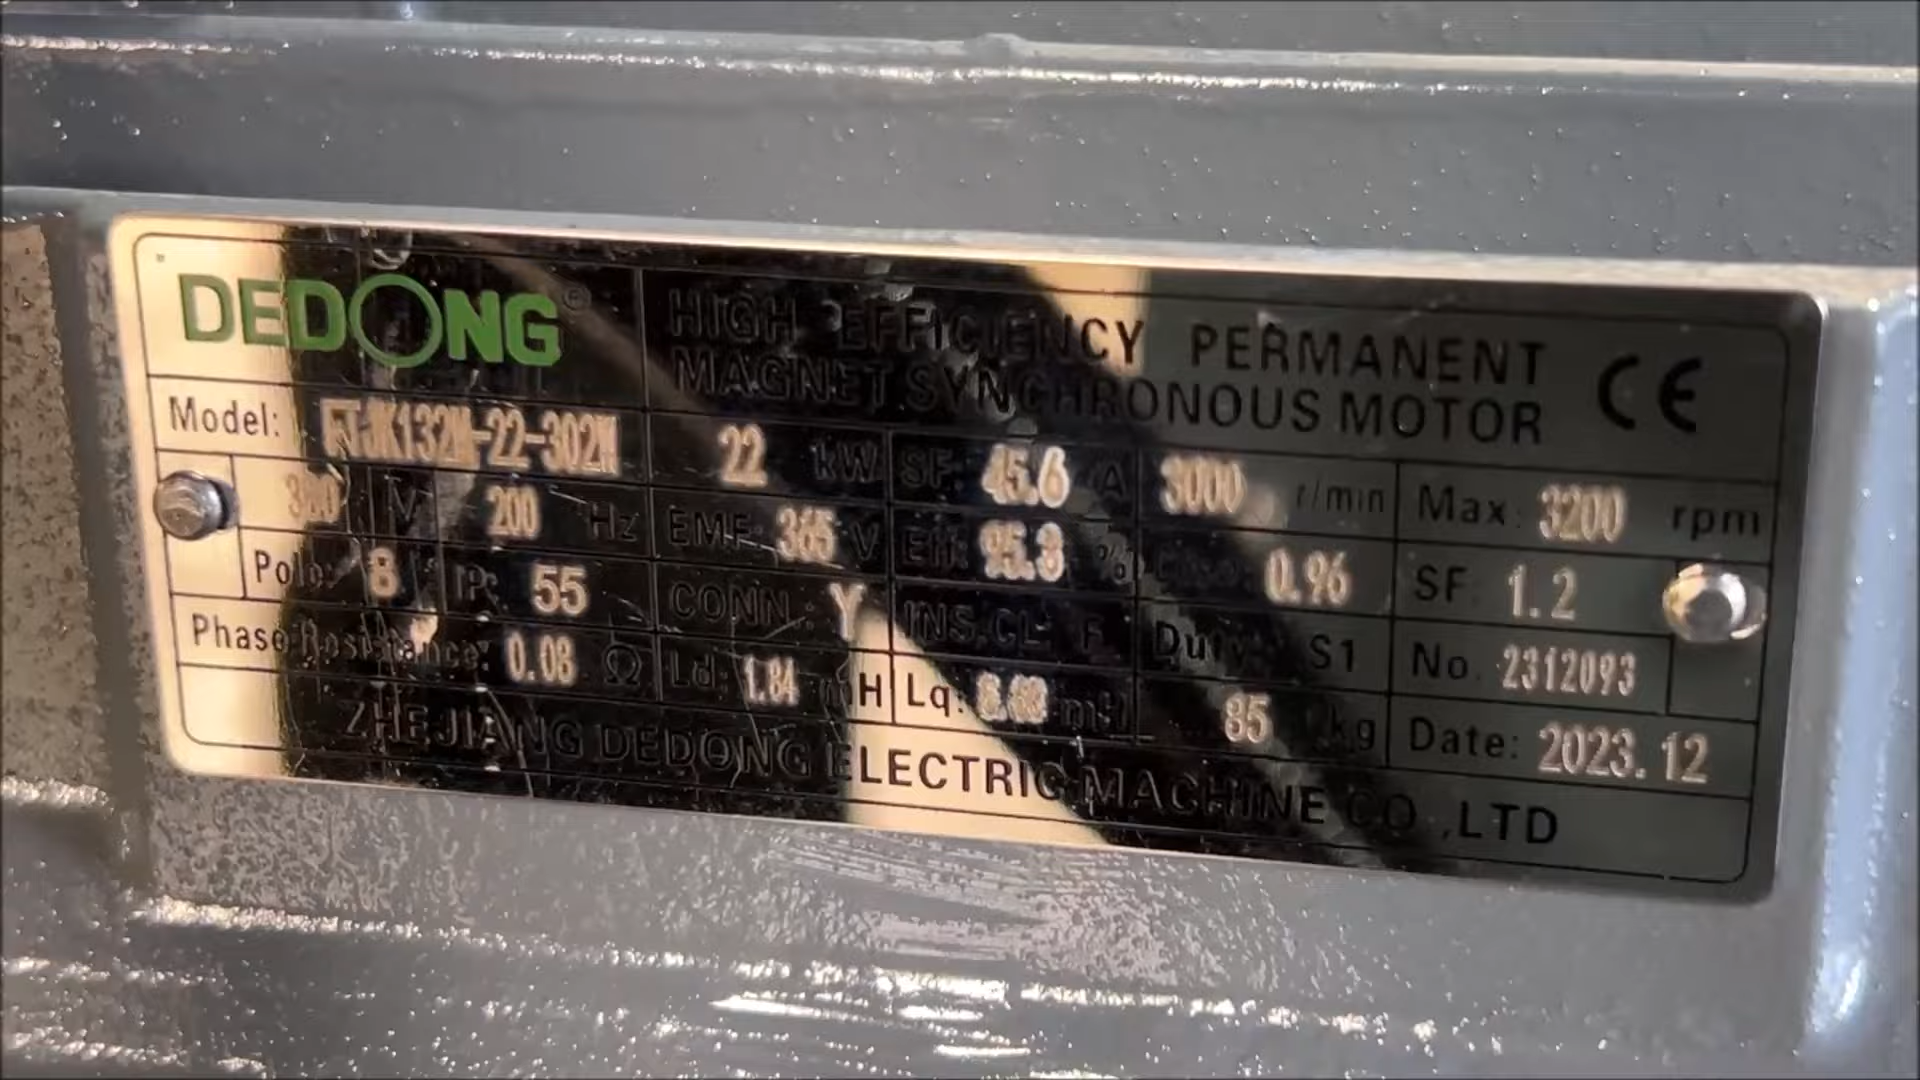 DEDONG®
HIGH EFFICIENCY PERMANENT
MAGNET SYNCHRONOUS MOTOR
CE
Model: 22 kW SF: 45.6 A 3000 r/min Max: 3200 rpm
380 V 200 Hz EMF: 365 V Eff: 95.3 % 0.96 SF: 1.2
Pole: 8 IP: 55 CONN.: Y INS.CL: F Duty: S1 No. 2312093
Phase Resistance: 0.08 Ω Ld: 1.84 mH Lq: mH 85 kg Date: 2023.12
ZHEJIANG DEDONG ELECTRIC MACHINE CO.,LTD